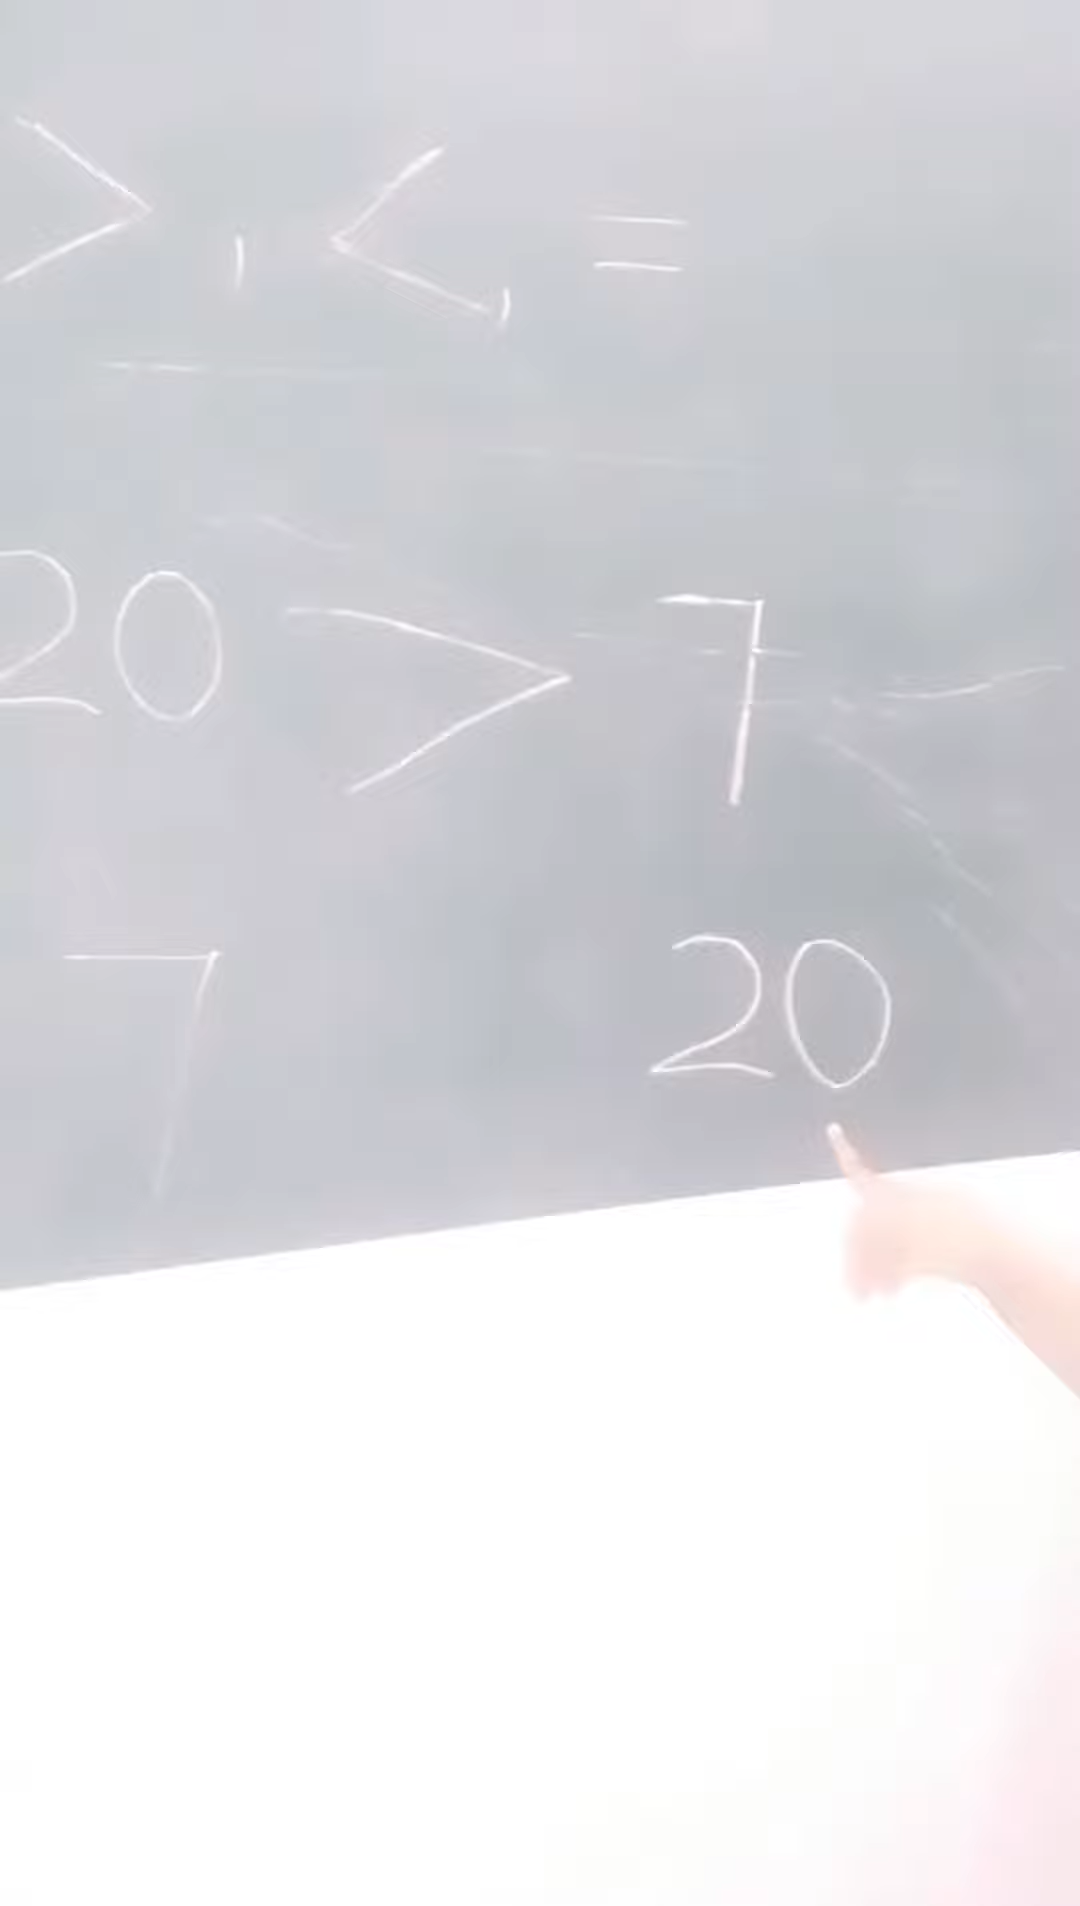 > , < , =
20 > 7
7 20